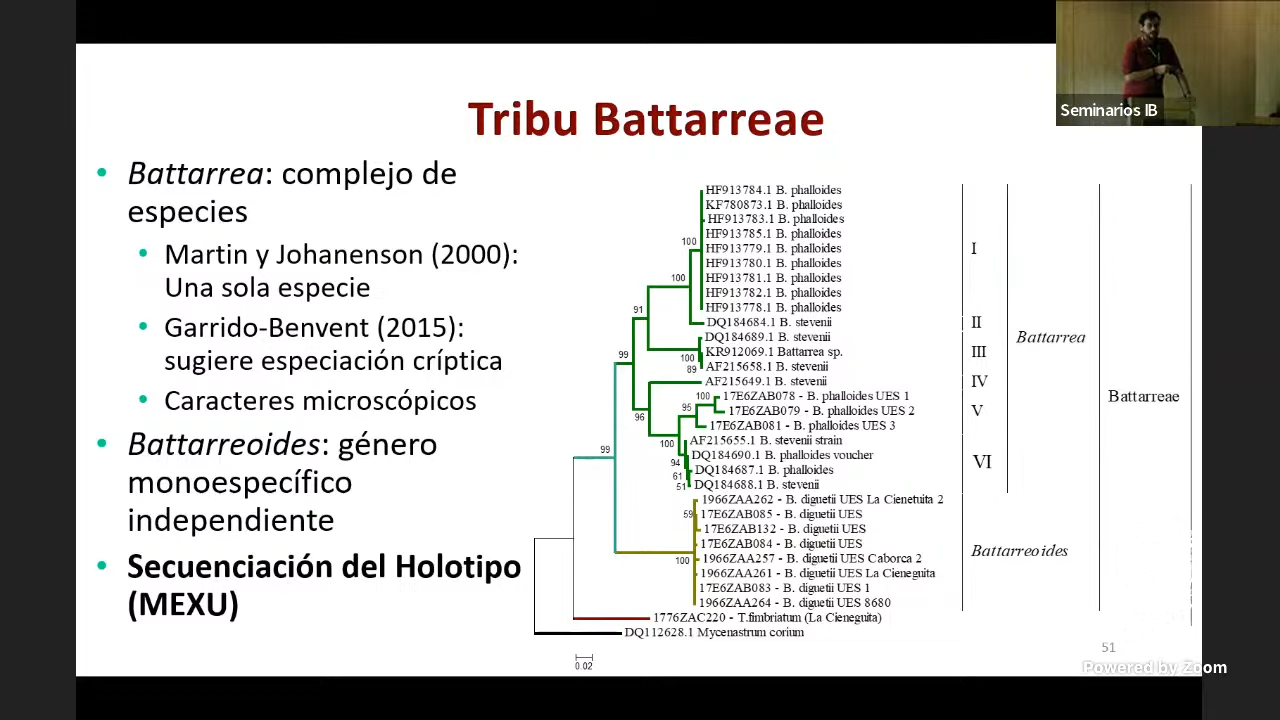 Seminarios IB
Tribu Battarreae
• Battarrea: complejo de
especies
• Martin y Johanenson (2000):
Una sola especie
• Garrido-Benvent (2015):
sugiere especiación críptica
• Caracteres microscópicos
• Battarreoides: género
monoespecífico
independiente
• Secuenciación del Holotipo
(MEXU)
HF913784.1 B. phalloides
KF780873.1 B. phalloides
HF913783.1 B. phalloides
HF913785.1 B. phalloides
HF913779.1 B. phalloides
HF913780.1 B. phalloides
HF913781.1 B. phalloides
HF913782.1 B. phalloides
HF913778.1 B. phalloides
DQ184684.1 B. stevenii
DQ184689.1 B. stevenii
KR912069.1 Battarrea sp.
AF215658.1 B. stevenii
AF215649.1 B. stevenii
17E6ZAB078 - B. phalloides UES 1
17E6ZAB079 - B. phalloides UES 2
17E6ZAB081 - B. phalloides UES 3
AF215655.1 B. stevenii strain
DQ184690.1 B. phalloides voucher
DQ184687.1 B. phalloides
DQ184688.1 B. stevenii
1966ZAA262 - B. diguetii UES La Cienetuita 2
17E6ZAB085 - B. diguetii UES
17E6ZAB132 - B. diguetii UES
17E6ZAB084 - B. diguetii UES
1966ZAA257 - B. diguetii UES Caborca 2
1966ZAA261 - B. diguetii UES La Cieneguita
17E6ZAB083 - B. diguetii UES 1
1966ZAA264 - B. diguetii UES 8680
1776ZAC220 - T.fimbriatum (La Cieneguita)
DQ112628.1 Mycenastrum corium
100
100
91
100
89
99
96
100
95
100
94
61
51
99
59
100
0.02
I
II
III
IV
V
VI
Battarrea
Battarreoides
Battarreae
51
Powered by Zoom